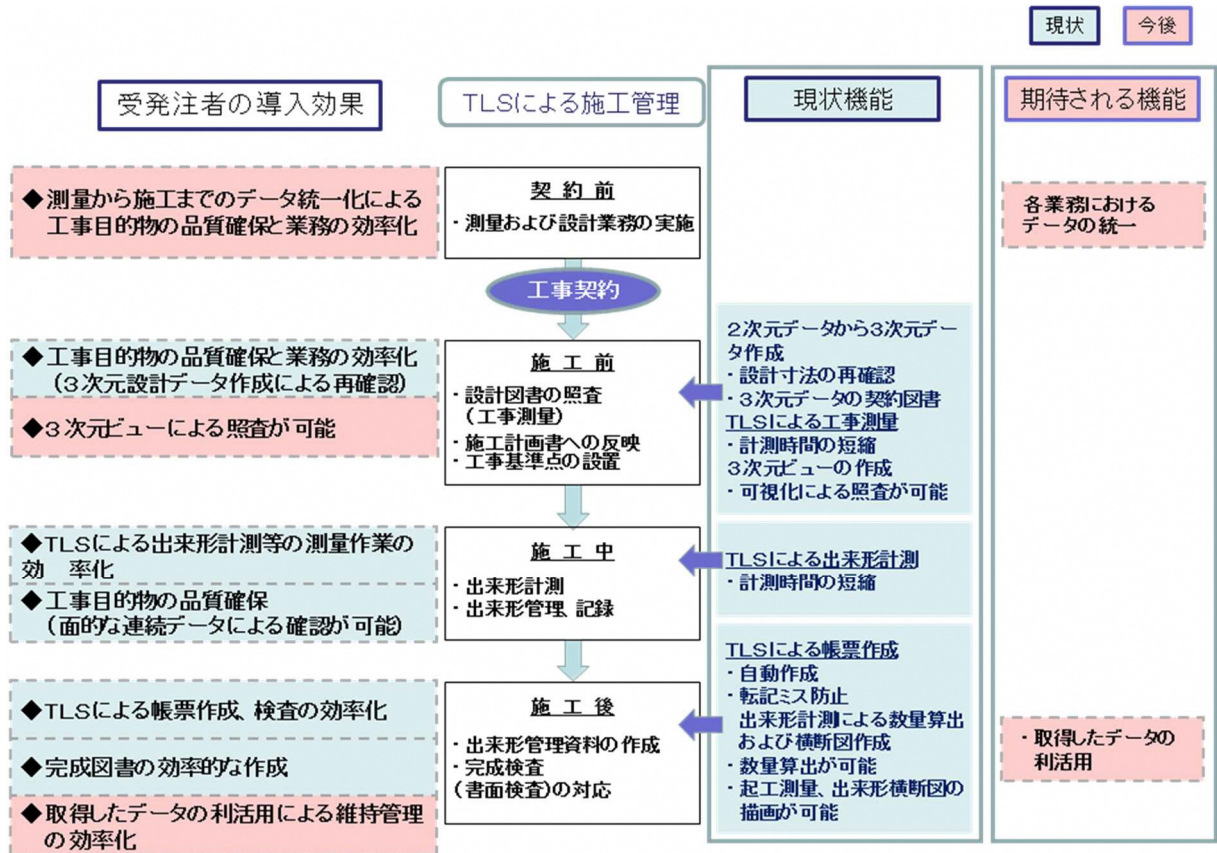 現状
今後
受発注者の導入効果
TLSによる施工管理
現状機能
期待される機能
◆測量から施工までのデータ統一化による
工事目的物の品質確保と業務の効率化
契 約 前
・測量および設計業務の実施
各業務における
データの統一
工事契約
◆工事目的物の品質確保と業務の効率化
(3次元設計データ作成による再確認)
◆3次元ビューによる照査が可能
施 工 前
・設計図書の照査
(工事測量)
・施工計画書への反映
・工事基準点の設置
2次元データから3次元デー
タ作成
・設計寸法の再確認
・3次元データの契約図書
TLSによる工事測量
・計測時間の短縮
3次元ビューの作成
・可視化による照査が可能
◆TLSによる出来形計測等の測量作業の
効 率化
◆工事目的物の品質確保
(面的な連続データによる確認が可能)
施 工 中
・出来形計測
・出来形管理、記録
TLSによる出来形計測
・計測時間の短縮
◆TLSによる帳票作成、検査の効率化
◆完成図書の効率的な作成
◆取得したデータの利活用による維持管理
の効率化
施 工 後
・出来形管理資料の作成
・完成検査
(書面検査)の対応
TLSによる帳票作成
・自動作成
・転記ミス防止
出来形計測による数量算出
および横断図作成
・数量算出が可能
・起工測量、出来形横断図の
描画が可能
・取得したデータの
利活用